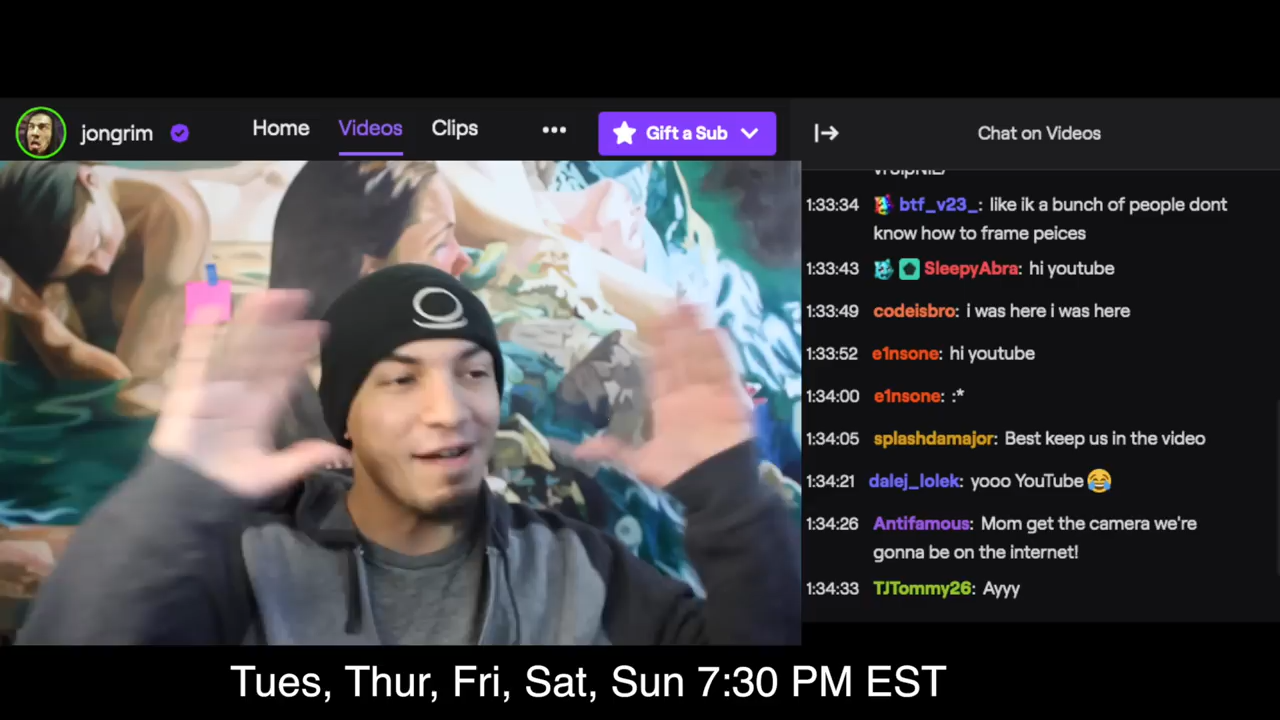 jongrim
Home Videos Clips
Gift a Sub
Chat on Videos
1:33:34 btf_v23_: like ik a bunch of people dont
know how to frame peices
1:33:43 SleepyAbra: hi youtube
1:33:49 codeisbro: i was here i was here
1:33:52 e1nsone: hi youtube
1:34:00 e1nsone: :*
1:34:05 splashdamajor: Best keep us in the video
1:34:21 dalej_lolek: yooo YouTube😂
1:34:26 Antifamous: Mom get the camera we're
gonna be on the internet!
1:34:33 TJTommy26: Ayyy
Tues, Thur, Fri, Sat, Sun 7:30 PM EST